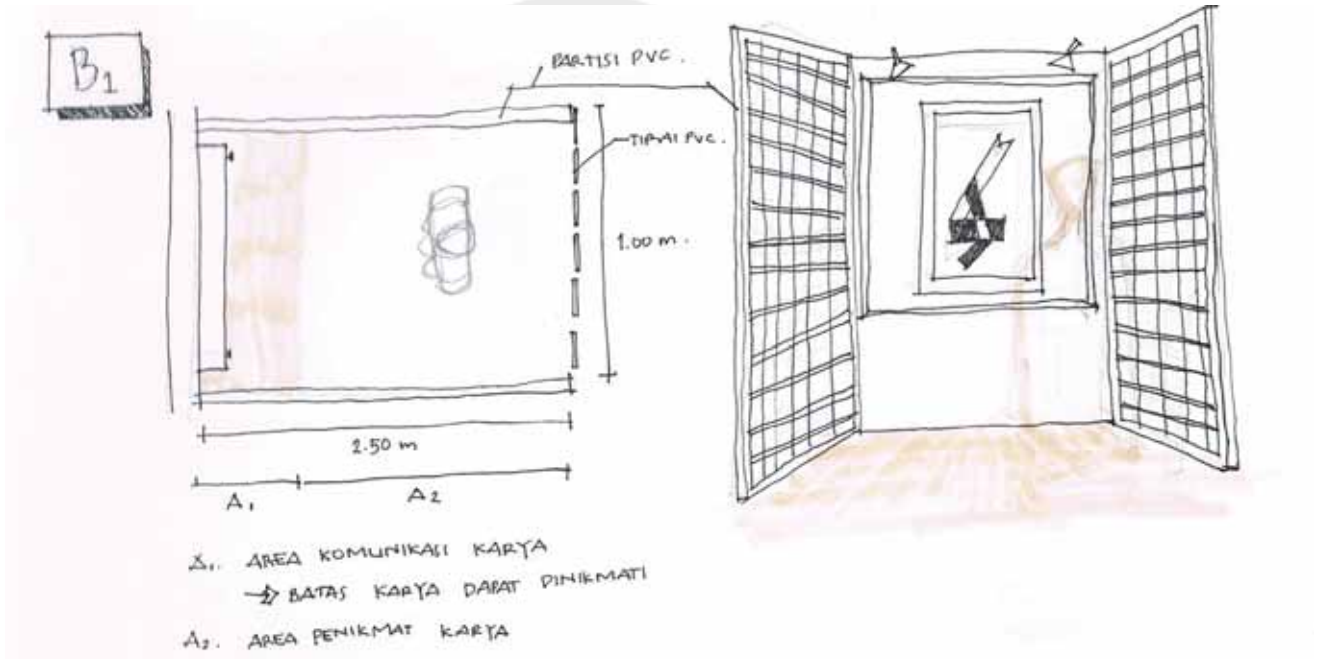 B1
PARTISI PVC.
TIRAI PVC.
1.00 m.
2.50 m
A1
A2
A1. AREA KOMUNIKASI KARYA
→ BATAS KARYA DAPAT DINIKMATI
A2. AREA PENIKMAT KARYA